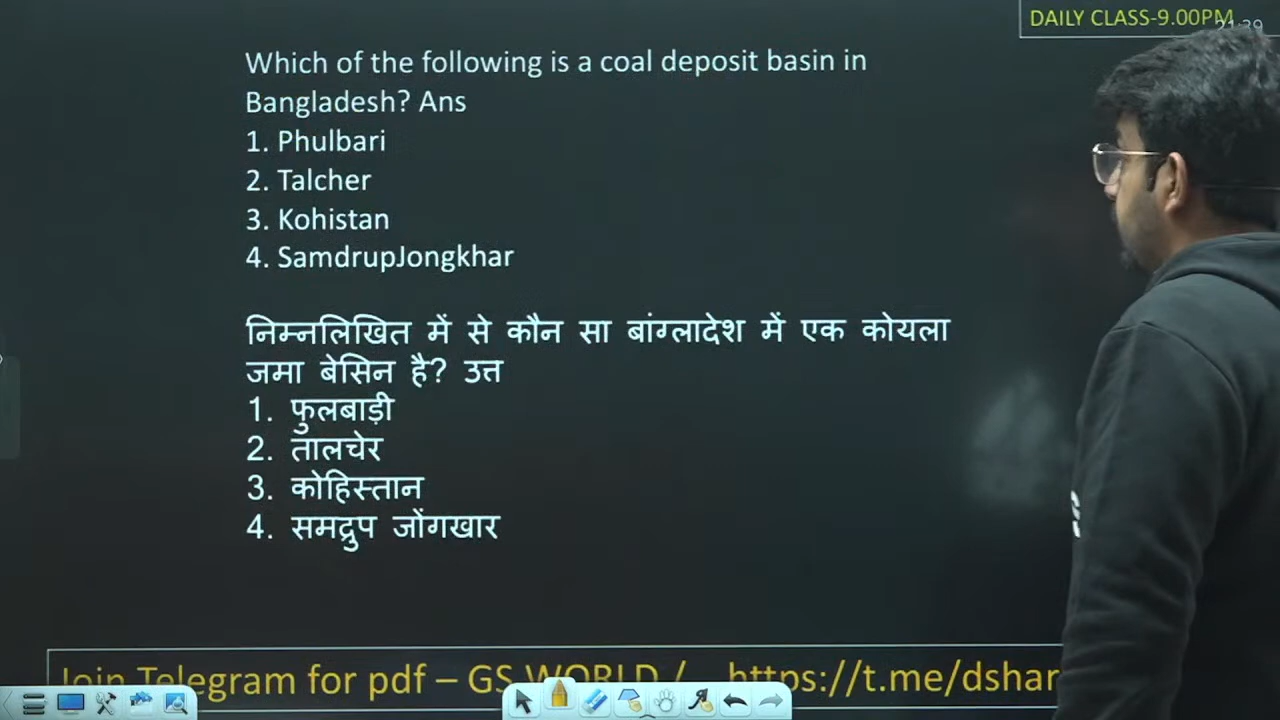 DAILY CLASS-9.00PM
21:39
Which of the following is a coal deposit basin in
Bangladesh? Ans
1. Phulbari
2. Talcher
3. Kohistan
4. SamdrupJongkhar
निम्नलिखित में से कौन सा बांग्लादेश में एक कोयला
जमा बेसिन है? उत्त
1. फुलबाड़ी
2. तालचेर
3. कोहिस्तान
4. समद्रुप जोंगखार
Join Telegram for pdf – GS WORLD / https://t.me/dshar